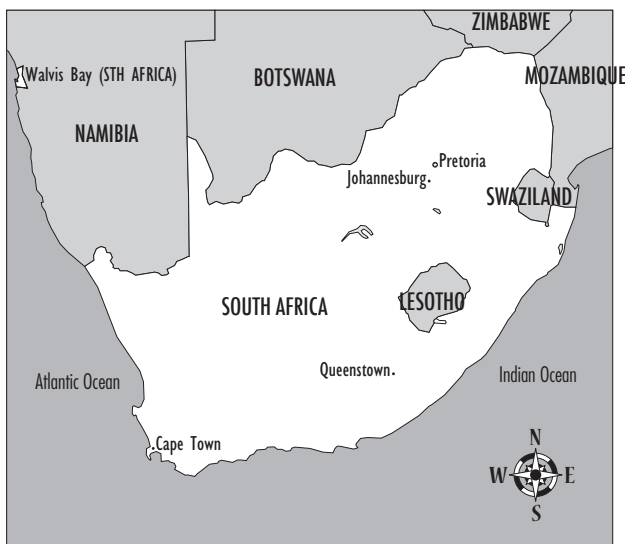 ZIMBABWE
Walvis Bay (STH AFRICA)
BOTSWANA
MOZAMBIQUE
NAMIBIA
Pretoria
Johannesburg
SWAZILAND
SOUTH AFRICA
LESOTHO
Queenstown
Atlantic Ocean
Indian Ocean
Cape Town
N
W
E
S